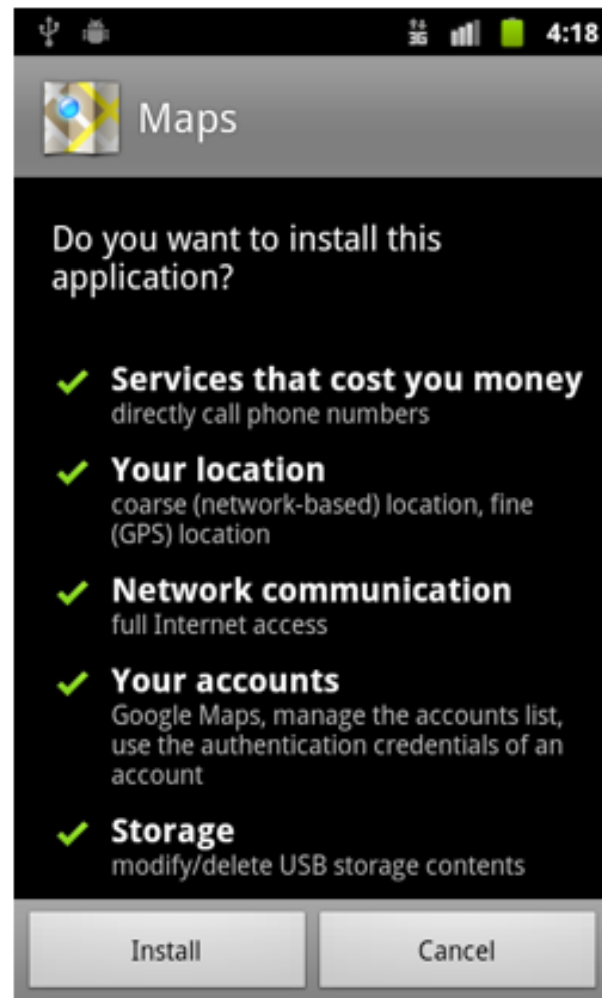 3G
4:18
Maps
Do you want to install this
application?
Services that cost you money
directly call phone numbers
Your location
coarse (network-based) location, fine
(GPS) location
Network communication
full Internet access
Your accounts
Google Maps, manage the accounts list,
use the authentication credentials of an
account
Storage
modify/delete USB storage contents
Install
Cancel